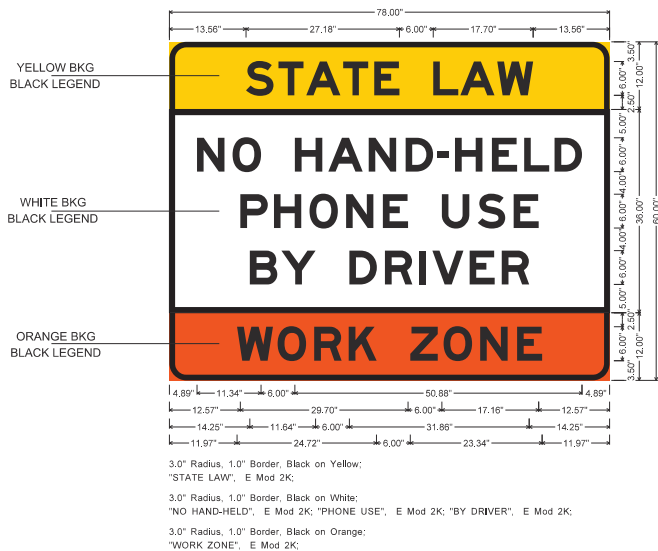 78.00"
13.56" 27.18" 6.00" 17.70" 13.56"
YELLOW BKG
BLACK LEGEND
STATE LAW
3.50"
6.00"
2.50"
12.00"
WHITE BKG
BLACK LEGEND
NO HAND-HELD
PHONE USE
BY DRIVER
5.00"
6.00"
4.00"
6.00"
4.00"
6.00"
5.00"
36.00"
60.00"
ORANGE BKG
BLACK LEGEND
WORK ZONE
2.50"
6.00"
3.50"
12.00"
4.89" 11.34" 6.00" 50.88" 4.89"
12.57" 29.70" 6.00" 17.16" 12.57"
14.25" 11.64" 6.00" 31.86" 14.25"
11.97" 24.72" 6.00" 23.34" 11.97"
3.0" Radius, 1.0" Border, Black on Yellow;
"STATE LAW", E Mod 2K;
3.0" Radius, 1.0" Border, Black on White;
"NO HAND-HELD", E Mod 2K; "PHONE USE", E Mod 2K; "BY DRIVER", E Mod 2K;
3.0" Radius, 1.0" Border, Black on Orange;
"WORK ZONE", E Mod 2K;